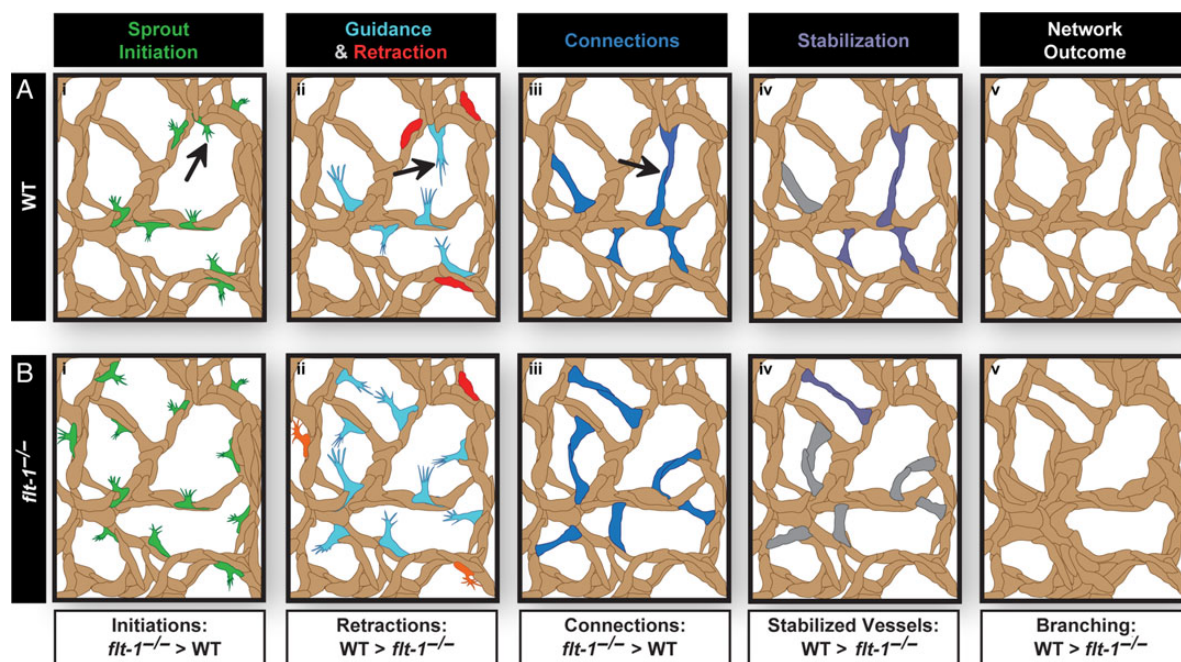 Sprout
Initiation
Guidance
& Retraction
Connections
Stabilization
Network
Outcome
A
WT
i
ii
iii
iv
v
B
flt-1–/–
i
ii
iii
iv
v
Initiations:
flt-1–/– > WT
Retractions:
WT > flt-1–/–
Connections:
flt-1–/– > WT
Stabilized Vessels:
WT > flt-1–/–
Branching:
WT > flt-1–/–